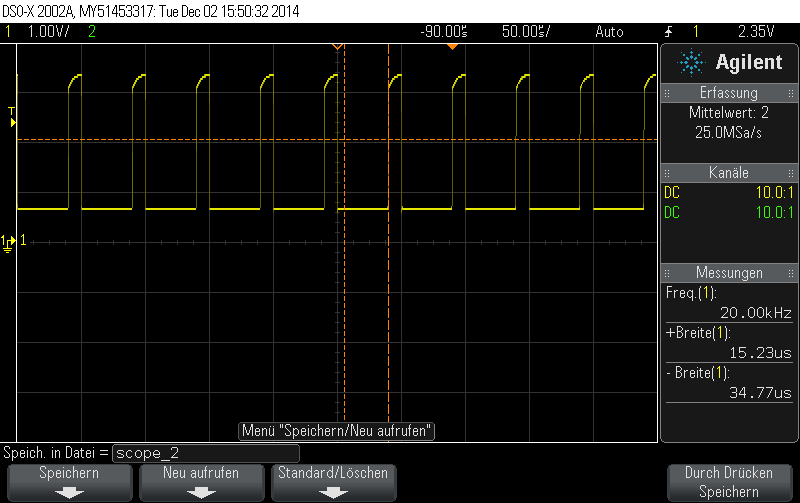 DSO-X 2002A, MY51453317: Tue Dec 02 15:50:32 2014
1 1.00V/ 2 -90.00us 50.00us/ Auto 1 2.35V
Agilent
Erfassung
Mittelwert: 2
25.0MSa/s
Kanäle
DC 10.0:1
DC 10.0:1
Messungen
Freq.(1):
20.00kHz
+Breite(1):
15.23us
- Breite(1):
34.77us
T
1 1
Menü "Speichern/Neu aufrufen"
Speich. in Datei = scope_2
Speichern
Neu aufrufen
Standard/Löschen
Durch Drücken
Speichern